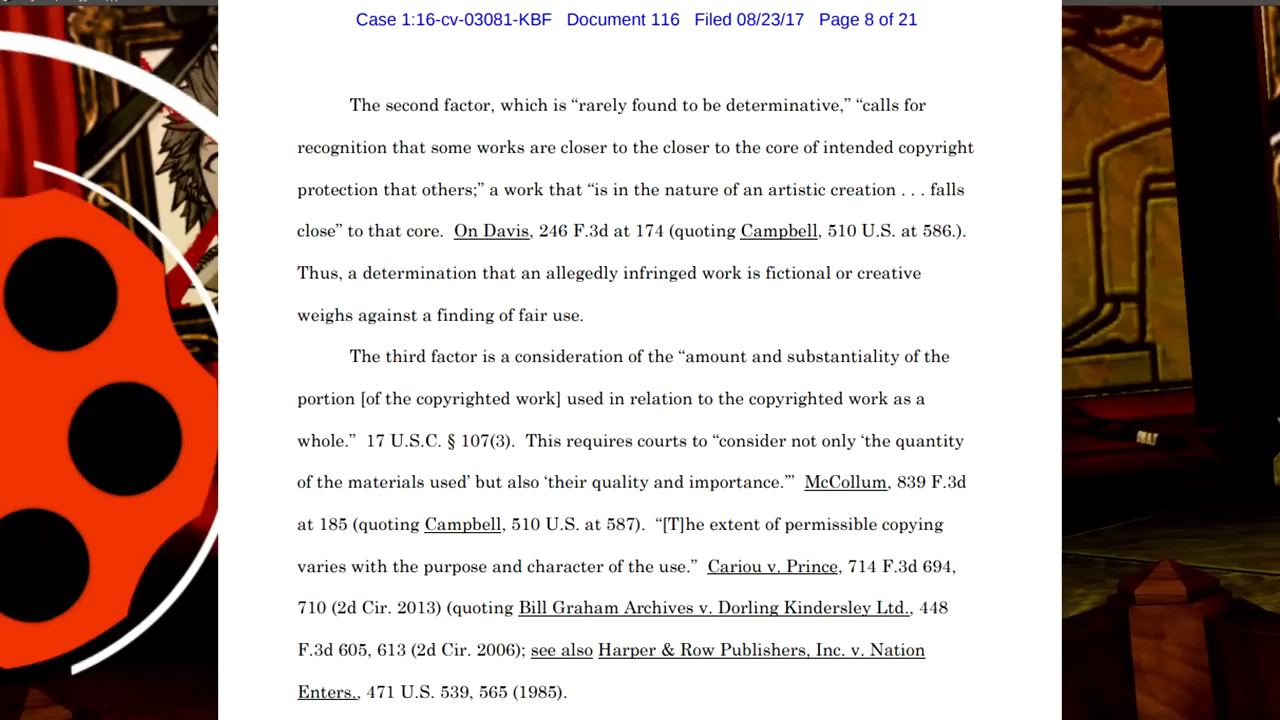 Case 1:16-cv-03081-KBF Document 116 Filed 08/23/17 Page 8 of 21
The second factor, which is “rarely found to be determinative,” “calls for
recognition that some works are closer to the closer to the core of intended copyright
protection that others;” a work that “is in the nature of an artistic creation . . . falls
close” to that core. On Davis, 246 F.3d at 174 (quoting Campbell, 510 U.S. at 586.).
Thus, a determination that an allegedly infringed work is fictional or creative
weighs against a finding of fair use.
The third factor is a consideration of the “amount and substantiality of the
portion [of the copyrighted work] used in relation to the copyrighted work as a
whole.” 17 U.S.C. § 107(3). This requires courts to “consider not only ‘the quantity
of the materials used’ but also ‘their quality and importance.’” McCollum, 839 F.3d
at 185 (quoting Campbell, 510 U.S. at 587). “[T]he extent of permissible copying
varies with the purpose and character of the use.” Cariou v. Prince, 714 F.3d 694,
710 (2d Cir. 2013) (quoting Bill Graham Archives v. Dorling Kindersley Ltd., 448
F.3d 605, 613 (2d Cir. 2006); see also Harper & Row Publishers, Inc. v. Nation
Enters., 471 U.S. 539, 565 (1985).